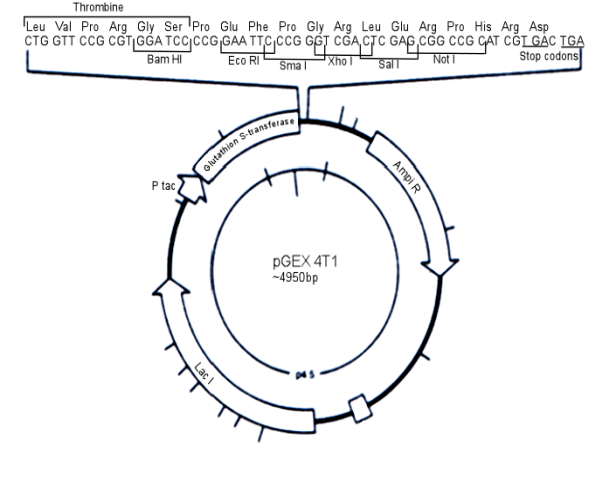 Thrombine
Leu Val Pro Arg Gly Ser Pro Glu Phe Pro Gly Arg Leu Glu Arg Pro His Arg Asp
CTG GTT CCG CGT GGA TCC CCG GAA TTC CCG GGT CGA CTC GAG CGG CCG CAT CGT GAC TGA
Bam HI Eco RI Sma I Xho I Sal I Not I Stop codons
Glutathion S-transferase
Ampi R
P tac
pGEX 4T1
~4950bp
Lac I